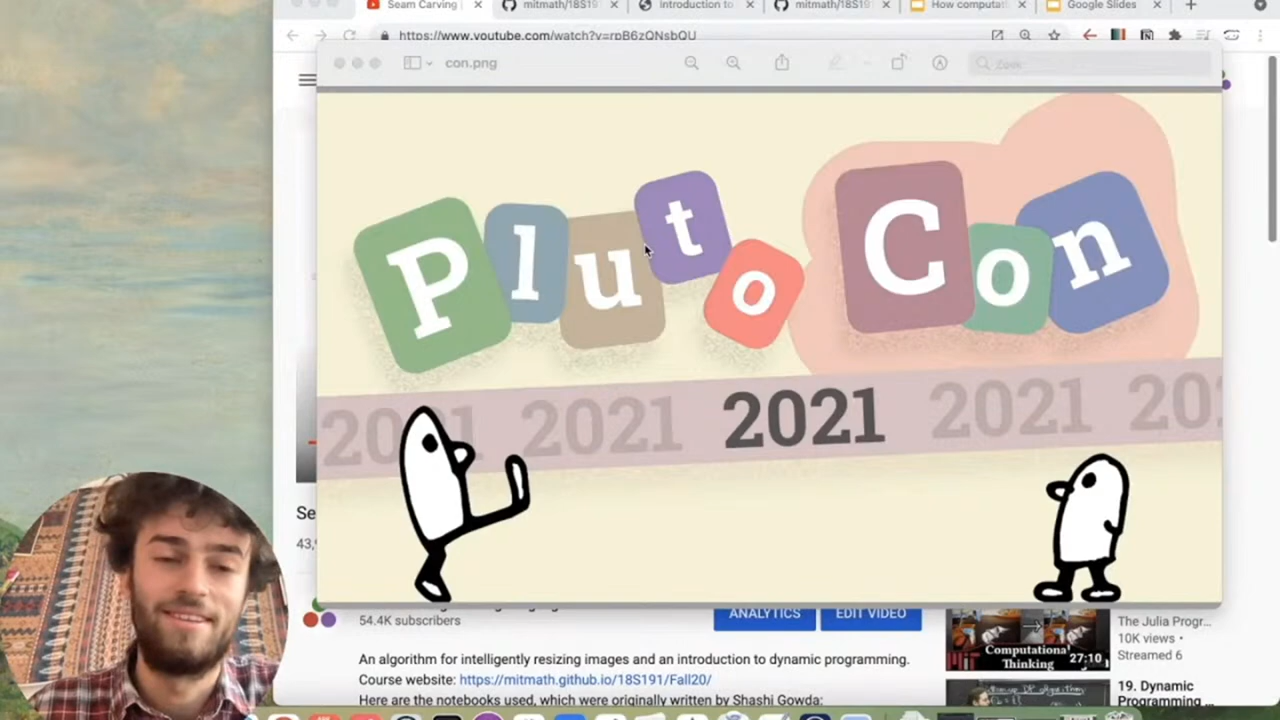 Seam Carving
mitmath/18S19
Introduction to
mitmath/18S19
How computat
Google Slides
https://www.youtube.com/watch?v=rpB6zQNsbQU
con.png
Zoek
Pluto Con
2021 2021 2021 2021 202
Se
43,
54.4K subscribers
ANALYTICS
EDIT VIDEO
An algorithm for intelligently resizing images and an introduction to dynamic programming.
Course website: https://mitmath.github.io/18S191/Fall20/
Here are the notebooks used, which were originally written by Shashi Gowda:
Computational
Thinking
27:10
The Julia Progr...
10K views •
Streamed 6
19. Dynamic
Programming